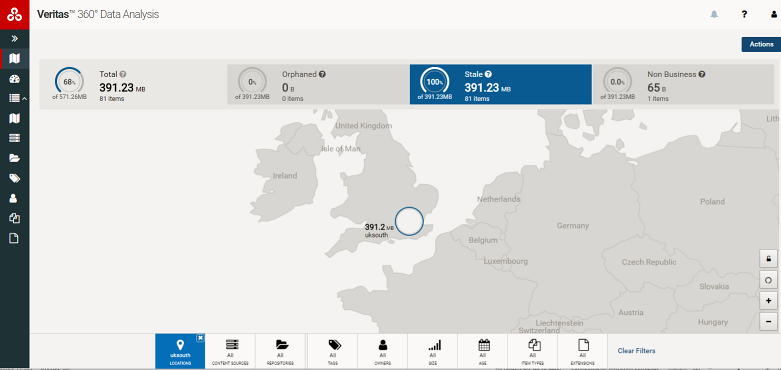 Veritas™ 360° Data Analysis
?
Actions
68%
of 571.26MB
Total ?
391.23 MB
81 items
0%
of 391.23MB
Orphaned ?
0 B
0 items
100%
of 391.23MB
Stale ?
391.23 MB
81 items
0.0%
of 391.23MB
Non Business ?
65 B
1 items
United Kingdom
Isle of Man
Ireland
Lith
Netherlands
Poland
391.2 MB
uksouth
Germany
Belgium
Luxembourg
Czech Republic
Slovakia
Austria
Liechtenstein
Switzerland
Hungary
+
−
uksouth
LOCATIONS
All
CONTENT SOURCES
All
REPOSITORIES
All
TAGS
All
OWNERS
All
SIZE
All
AGE
All
ITEM TYPES
All
EXTENSIONS
Clear Filters